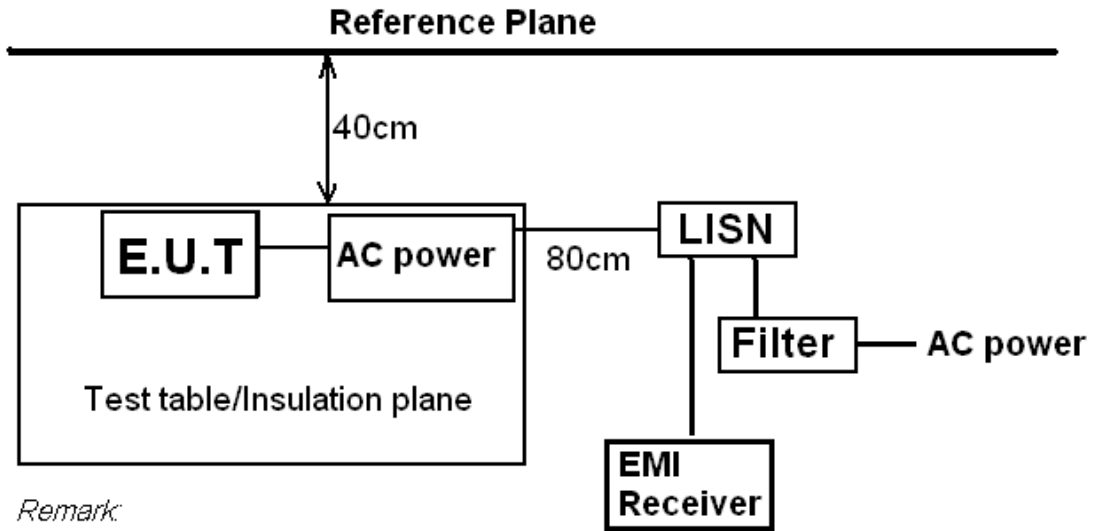 Reference Plane
40cm
E.U.T
AC power
80cm
LISN
Filter
AC power
Test table/Insulation plane
EMI
Receiver
Remark: